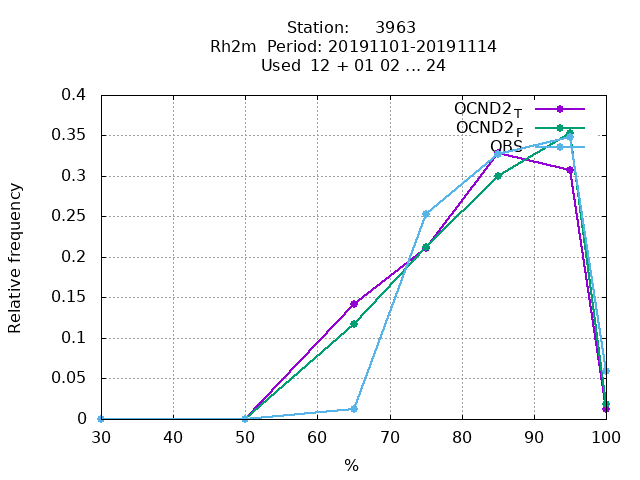 Station: 3963
Rh2m Period: 20191101-20191114
Used 12 + 01 02 ... 24
0.4
0.35
0.3
0.25
0.2
0.15
0.1
0.05
0
Relative frequency
OCND2T
OCND2F
OBS
30 40 50 60 70 80 90 100
%